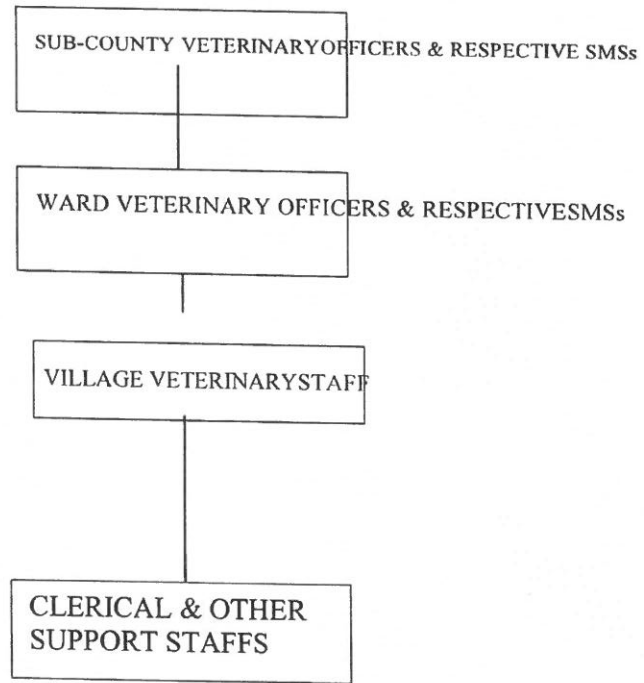 SUB-COUNTY VETERINARYOFFICERS & RESPECTIVE SMSs
WARD VETERINARY OFFICERS & RESPECTIVESMSs
VILLAGE VETERINARYSTAFF
CLERICAL & OTHER
SUPPORT STAFFS